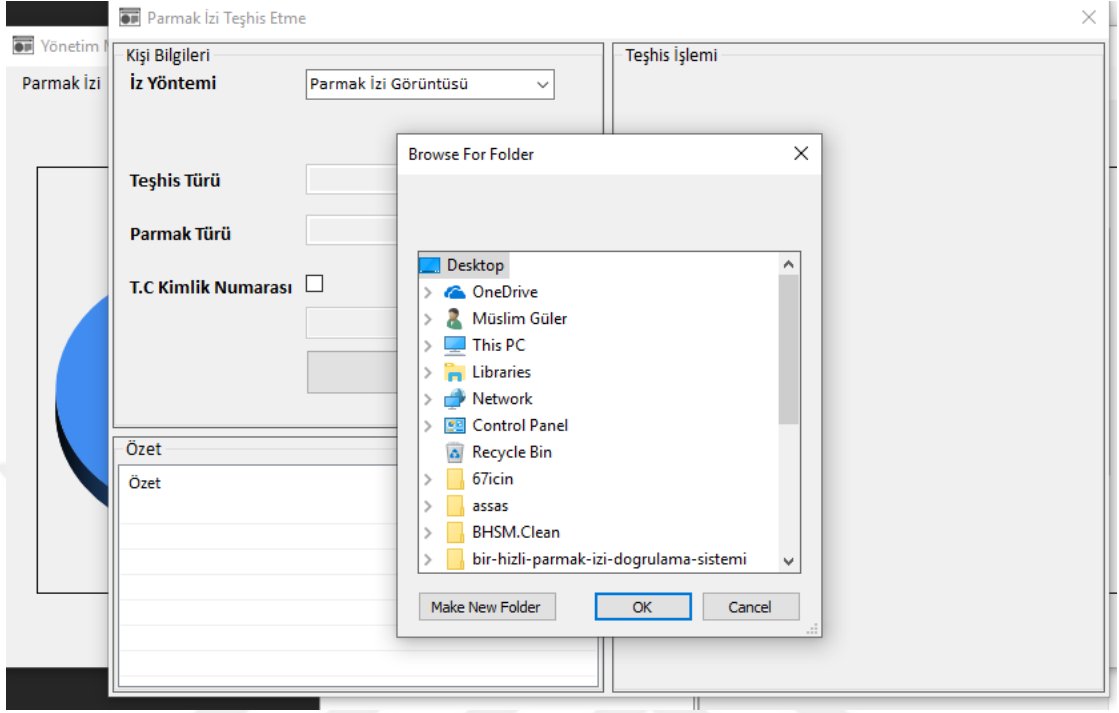 Parmak İzi Teşhis Etme
Yönetim
Parmak İzi
Kişi Bilgileri
İz Yöntemi
Parmak İzi Görüntüsü
Teşhis İşlemi
Teşhis Türü
Parmak Türü
T.C Kimlik Numarası
Browse For Folder
Desktop
OneDrive
Müslim Güler
This PC
Libraries
Network
Control Panel
Recycle Bin
67icin
assas
BHSM.Clean
bir-hizli-parmak-izi-dogrulama-sistemi
Make New Folder
OK
Cancel
Özet
Özet